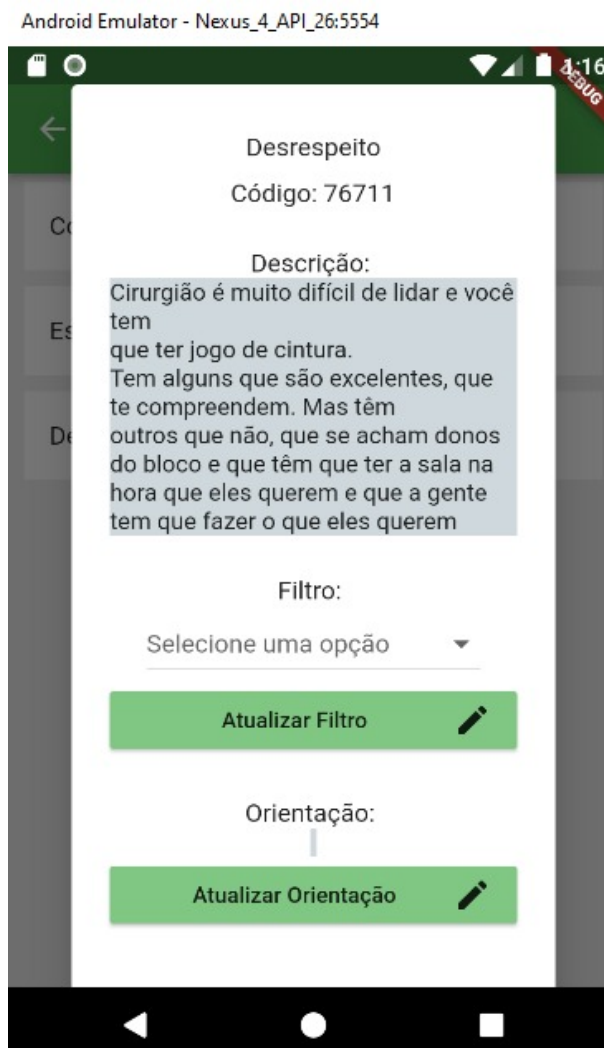 Android Emulator - Nexus_4_API_26:5554
1:16
DEBUG
Desrespeito
Código: 76711
Co
Descrição:
Cirurgião é muito difícil de lidar e você
tem
Es
que ter jogo de cintura.
Tem alguns que são excelentes, que
te compreendem. Mas têm
De
outros que não, que se acham donos
do bloco e que têm que ter a sala na
hora que eles querem e que a gente
tem que fazer o que eles querem
Filtro:
Selecione uma opção
Atualizar Filtro
Orientação:
Atualizar Orientação